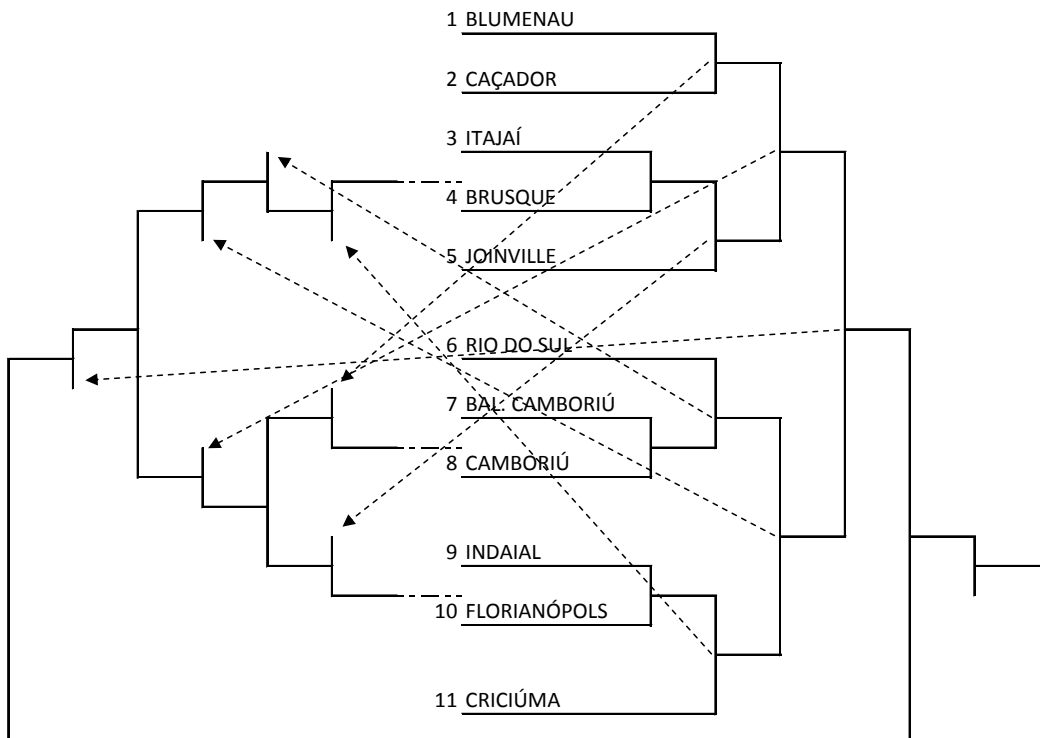 1 BLUMENAU
2 CAÇADOR
3 ITAJAÍ
4 BRUSQUE
5 JOINVILLE
6 RIO DO SUL
7 BAL. CAMBORIÚ
8 CAMBORIÚ
9 INDAIAL
10 FLORIANÓPOLS
11 CRICIÚMA